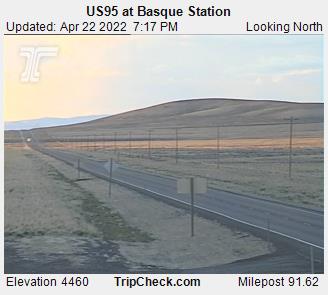 US95 at Basque Station
Updated: Apr 22 2022 7:17 PM Looking North
Elevation 4460 TripCheck.com Milepost 91.62